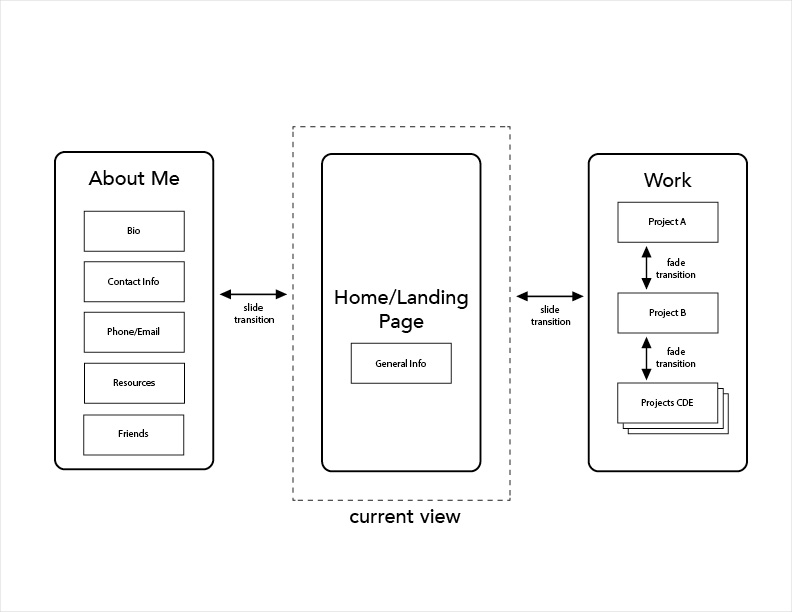 About Me
Bio
Contact Info
Phone/Email
Resources
Friends
slide
transition
Home/Landing
Page
General Info
current view
slide
transition
Work
Project A
fade
transition
Project B
fade
transition
Projects CDE